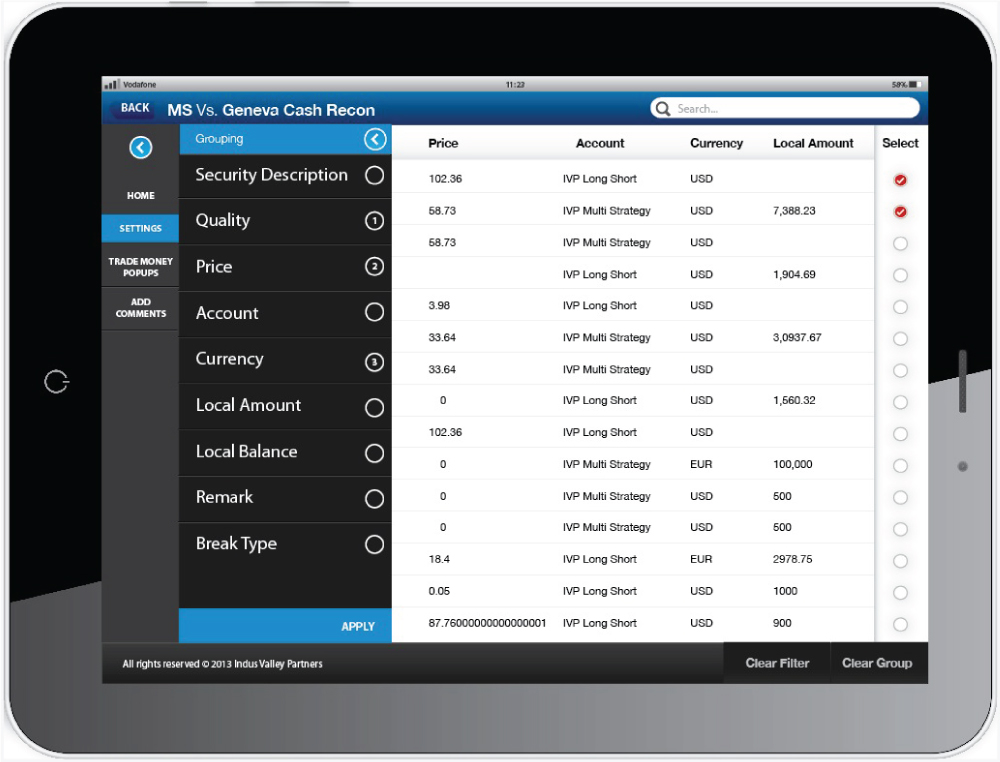 Vodafone 11:23 58%
BACK MS Vs. Geneva Cash Recon Search...
HOME
SETTINGS
TRADE MONEY
POPUPS
ADD
COMMENTS
Grouping
Security Description
Quality 1
Price 2
Account
Currency 3
Local Amount
Local Balance
Remark
Break Type
APPLY
Price Account Currency Local Amount Select
102.36 IVP Long Short USD
58.73 IVP Multi Strategy USD 7,388.23
58.73 IVP Multi Strategy USD
IVP Long Short USD 1,904.69
3.98 IVP Long Short USD
33.64 IVP Multi Strategy USD 3,0937.67
33.64 IVP Multi Strategy USD
0 IVP Long Short USD 1,560.32
102.36 IVP Long Short USD
0 IVP Multi Strategy EUR 100,000
0 IVP Multi Strategy USD 500
0 IVP Multi Strategy USD 500
18.4 IVP Long Short EUR 2978.75
0.05 IVP Long Short USD 1000
87.76000000000000001 IVP Long Short USD 900
All rights reserved © 2013 Indus Valley Partners Clear Filter Clear Group